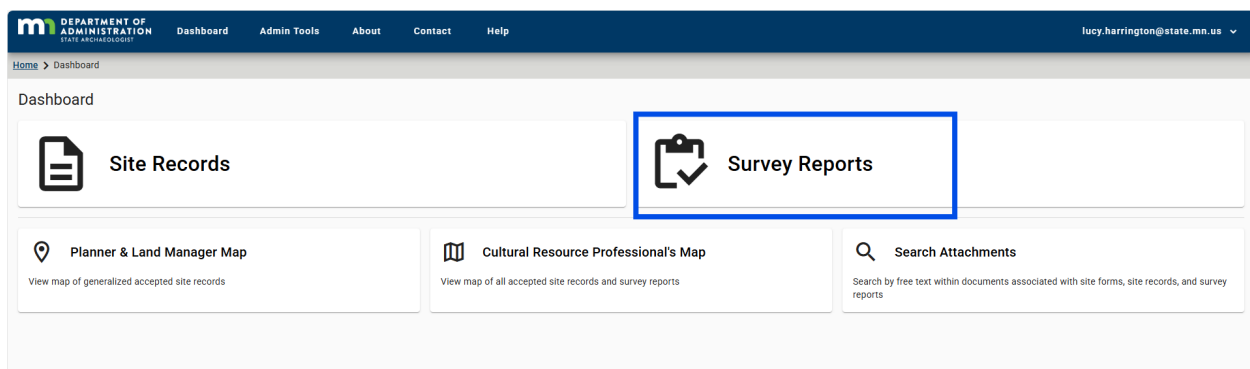 mn DEPARTMENT OF
ADMINISTRATION
STATE ARCHAEOLOGIST
Dashboard Admin Tools About Contact Help lucy.harrington@state.mn.us
Home > Dashboard
Dashboard
Site Records
Survey Reports
Planner & Land Manager Map
View map of generalized accepted site records
Cultural Resource Professional's Map
View map of all accepted site records and survey reports
Search Attachments
Search by free text within documents associated with site forms, site records, and survey
reports